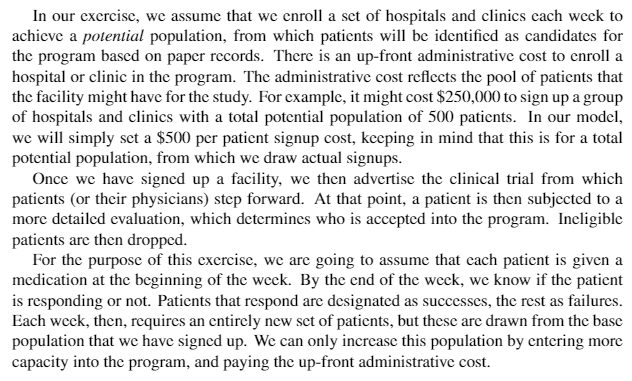 In our exercise, we assume that we enroll a set of hospitals and clinics each week to
achieve a potential population, from which patients will be identified as candidates for
the program based on paper records. There is an up-front administrative cost to enroll a
hospital or clinic in the program. The administrative cost reflects the pool of patients that
the facility might have for the study. For example, it might cost $250,000 to sign up a group
of hospitals and clinics with a total potential population of 500 patients. In our model,
we will simply set a $500 per patient signup cost, keeping in mind that this is for a total
potential population, from which we draw actual signups.
Once we have signed up a facility, we then advertise the clinical trial from which
patients (or their physicians) step forward. At that point, a patient is then subjected to a
more detailed evaluation, which determines who is accepted into the program. Ineligible
patients are then dropped.
For the purpose of this exercise, we are going to assume that each patient is given a
medication at the beginning of the week. By the end of the week, we know if the patient
is responding or not. Patients that respond are designated as successes, the rest as failures.
Each week, then, requires an entirely new set of patients, but these are drawn from the base
population that we have signed up. We can only increase this population by entering more
capacity into the program, and paying the up-front administrative cost.